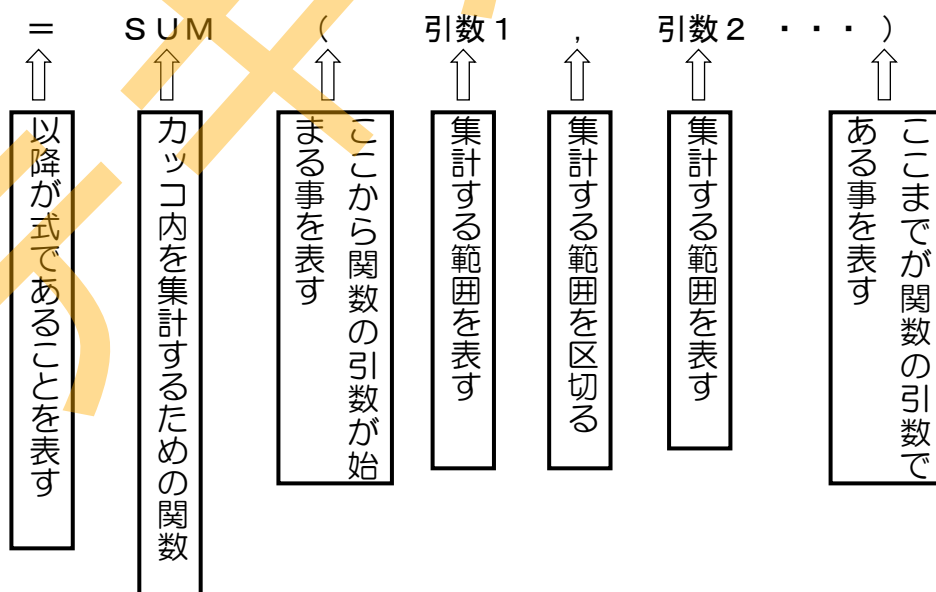 ＝ ＳＵＭ （ 引数１ , 引数２ ・・・ ）
以降が式であることを表す
カッコ内を集計するための関数
ここから関数の引数が始
まる事を表す
集計する範囲を表す
集計する範囲を区切る
集計する範囲を表す
ここまでが関数の引数で
ある事を表す